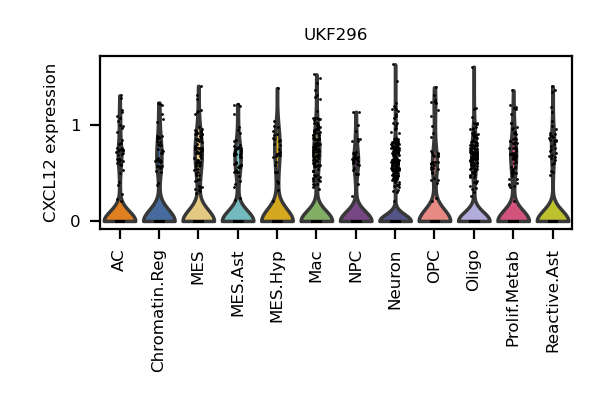 UKF296
CXCL12 expression
1
0
AC
Chromatin.Reg
MES
MES.Ast
MES.Hyp
Mac
NPC
Neuron
OPC
Oligo
Prolif.Metab
Reactive.Ast